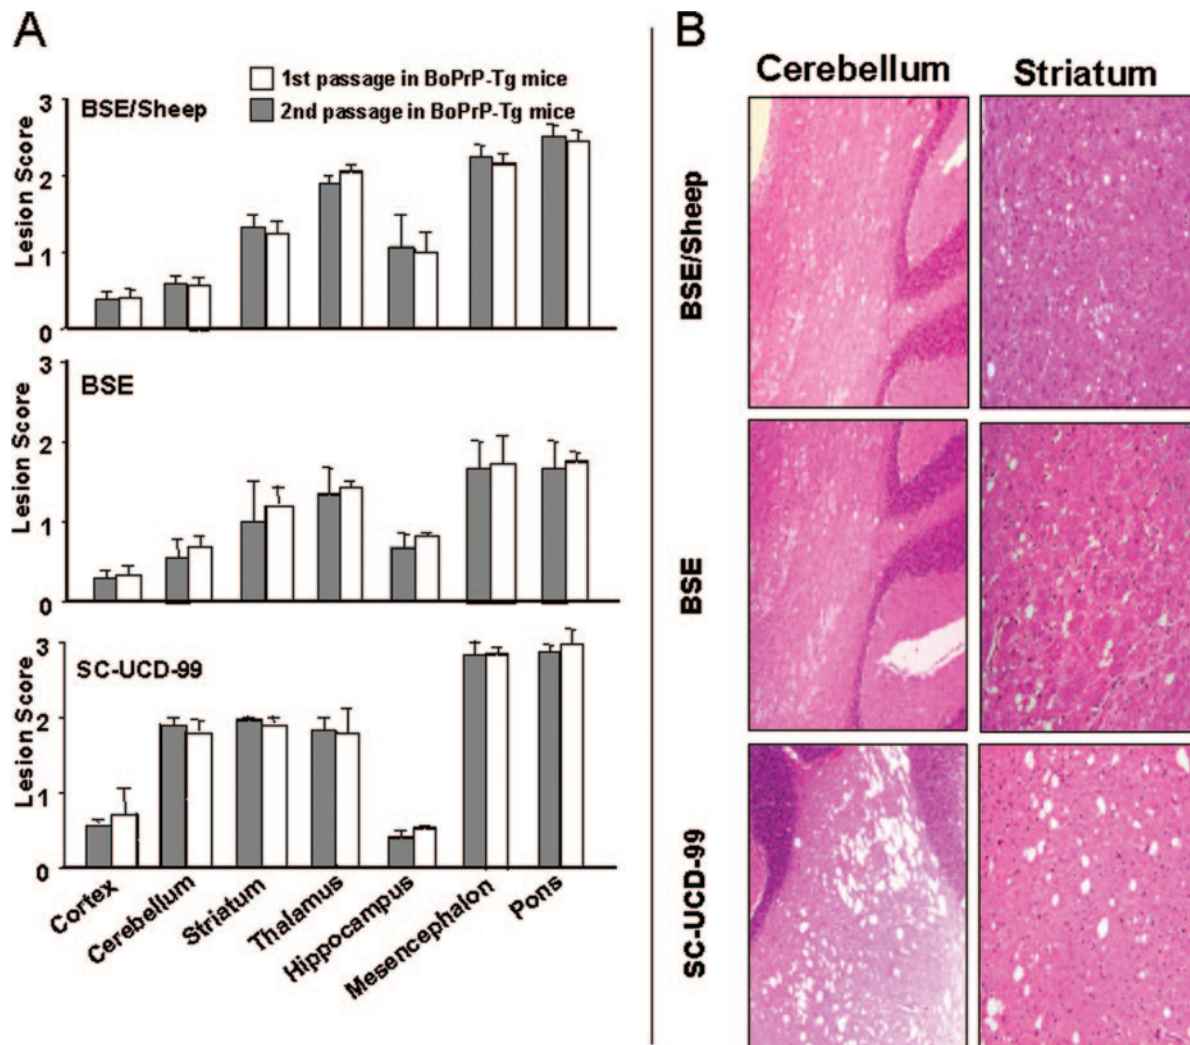 A
1st passage in BoPrP-Tg mice
2nd passage in BoPrP-Tg mice
BSE/Sheep
Lesion Score
3
2
1
0
BSE
Lesion Score
3
2
1
0
SC-UCD-99
Lesion Score
3
2
1
0
Cortex
Cerebellum
Striatum
Thalamus
Hippocampus
Mesencephalon
Pons
B
Cerebellum
Striatum
BSE/Sheep
BSE
SC-UCD-99